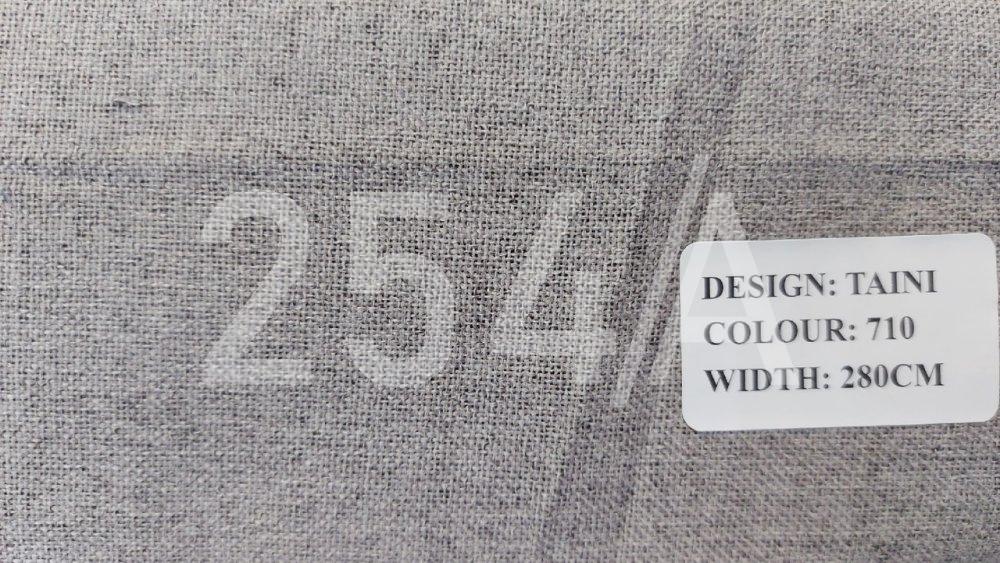 254/A
DESIGN: TAINI
COLOUR: 710
WIDTH: 280CM